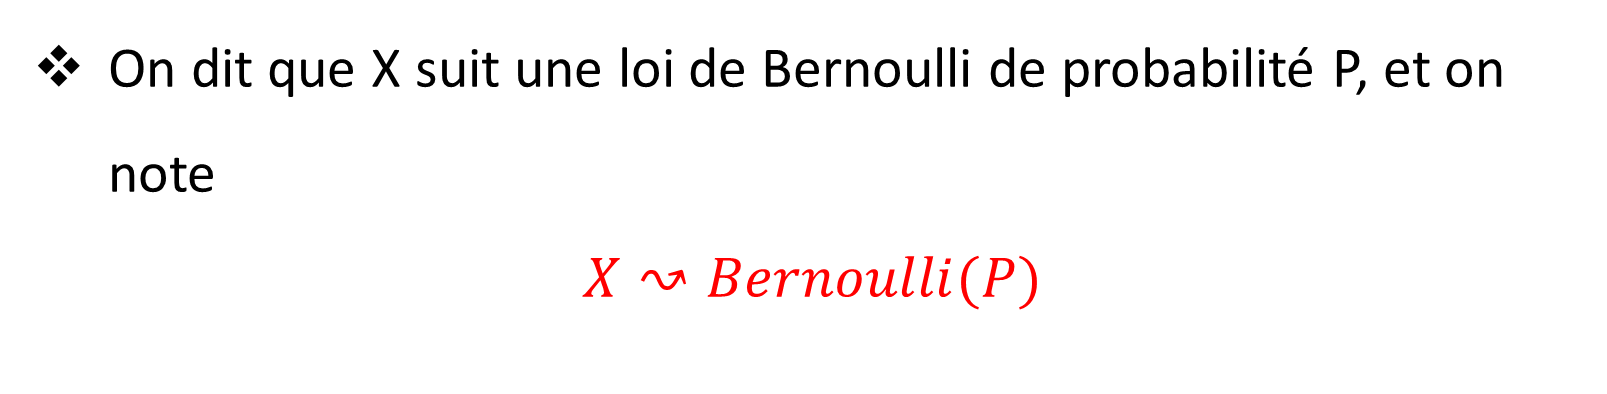 ❖ On dit que X suit une loi de Bernoulli de probabilité P, et on
note
X ↝ Bernoulli(P)